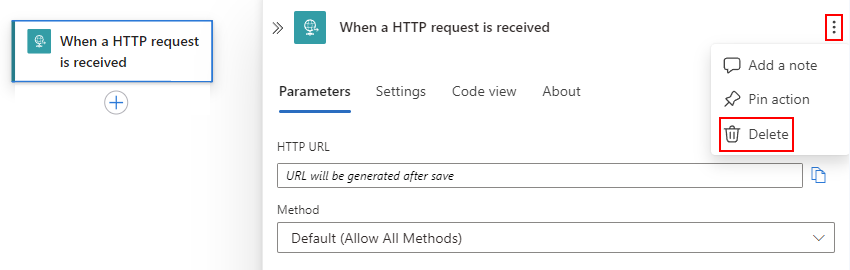 When a HTTP request
is received
When a HTTP request is received
Add a note
Parameters Settings Code view About
Pin action
Delete
HTTP URL
URL will be generated after save
Method
Default (Allow All Methods)